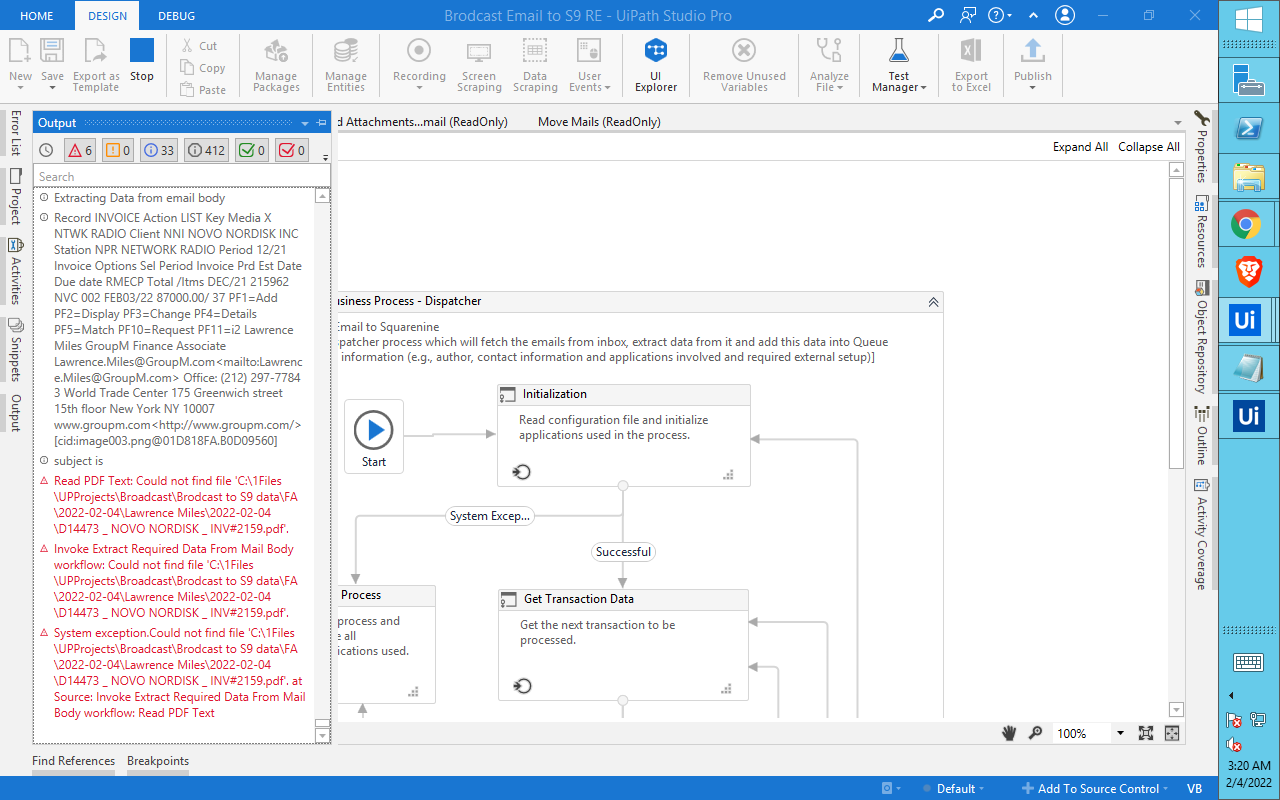 HOME
DESIGN
DEBUG
Brodcast Email to S9 RE - UiPath Studio Pro
New
Save
Export as
Template
Stop
Cut
Copy
Paste
Manage
Packages
Manage
Entities
Recording
Screen
Scraping
Data
Scraping
User
Events
UI
Explorer
Remove Unused
Variables
Analyze
File
Test
Manager
Export
to Excel
Publish
Error List
Project
Activities
Snippets
Output
Output
6
0
33
412
0
0
Search
Extracting Data from email body
Record INVOICE Action LIST Key Media X
NTWK RADIO Client NNI NOVO NORDISK INC
Station NPR NETWORK RADIO Period 12/21
Invoice Options Sel Period Invoice Prd Est Date
Due date RMECP Total /Itms DEC/21 215962
NVC 002 FEB03/22 87000.00/ 37 PF1=Add
PF2=Display PF3=Change PF4=Details
PF5=Match PF10=Request PF11=i2 Lawrence
Miles GroupM Finance Associate
Lawrence.Miles@GroupM.com<mailto:Lawrenc
e.Miles@GroupM.com> Office: (212) 297-7784
3 World Trade Center 175 Greenwich street
15th floor New York NY 10007
www.groupm.com<http://www.groupm.com/>
[cid:image003.png@01D818FA.B0D09560]
subject is
Read PDF Text: Could not find file 'C:\1Files
\UPProjects\Broadcast\Brodcast to S9 data\FA
\2022-02-04\Lawrence Miles\2022-02-04
\D14473 _ NOVO NORDISK _ INV#2159.pdf'.
Invoke Extract Required Data From Mail Body
workflow: Could not find file 'C:\1Files
\UPProjects\Broadcast\Brodcast to S9 data\FA
\2022-02-04\Lawrence Miles\2022-02-04
\D14473 _ NOVO NORDISK _ INV#2159.pdf'.
System exception.Could not find file 'C:\1Files
\UPProjects\Broadcast\Brodcast to S9 data\FA
\2022-02-04\Lawrence Miles\2022-02-04
\D14473 _ NOVO NORDISK _ INV#2159.pdf'. at
Source: Invoke Extract Required Data From Mail
Body workflow: Read PDF Text
d Attachments...mail (ReadOnly)
Move Mails (ReadOnly)
Expand All
Collapse All
usiness Process - Dispatcher
Email to Squarenine
patcher process which will fetch the emails from inbox, extract data from it and add this data into Queue
information (e.g., author, contact information and applications involved and required external setup)]
Start
Initialization
Read configuration file and initialize
applications used in the process.
System Excep...
Successful
Process
process and
e all
ications used.
Get Transaction Data
Get the next transaction to be
processed.
100%
Properties
Resources
Object Repository
Outline
Activity Coverage
Find References
Breakpoints
Default
Add To Source Control
VB
Ui
Ui
3:20 AM
2/4/2022